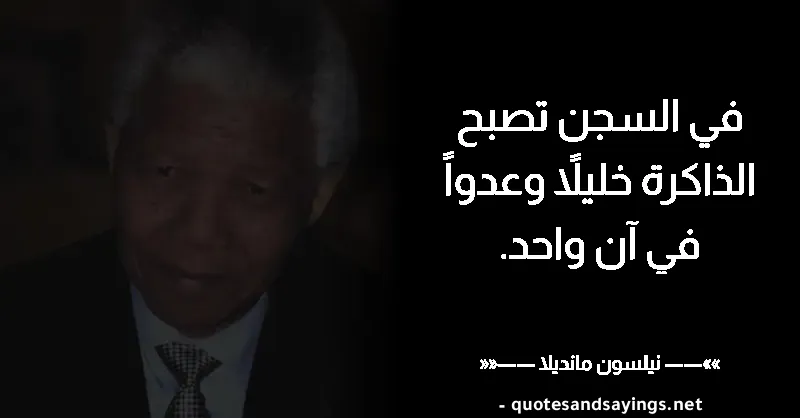 في السجن تصبح
الذاكرة خليلًا وعدواً
في آن واحد.
««—— نيلسون مانديلا ——»»
- quotesandsayings.net